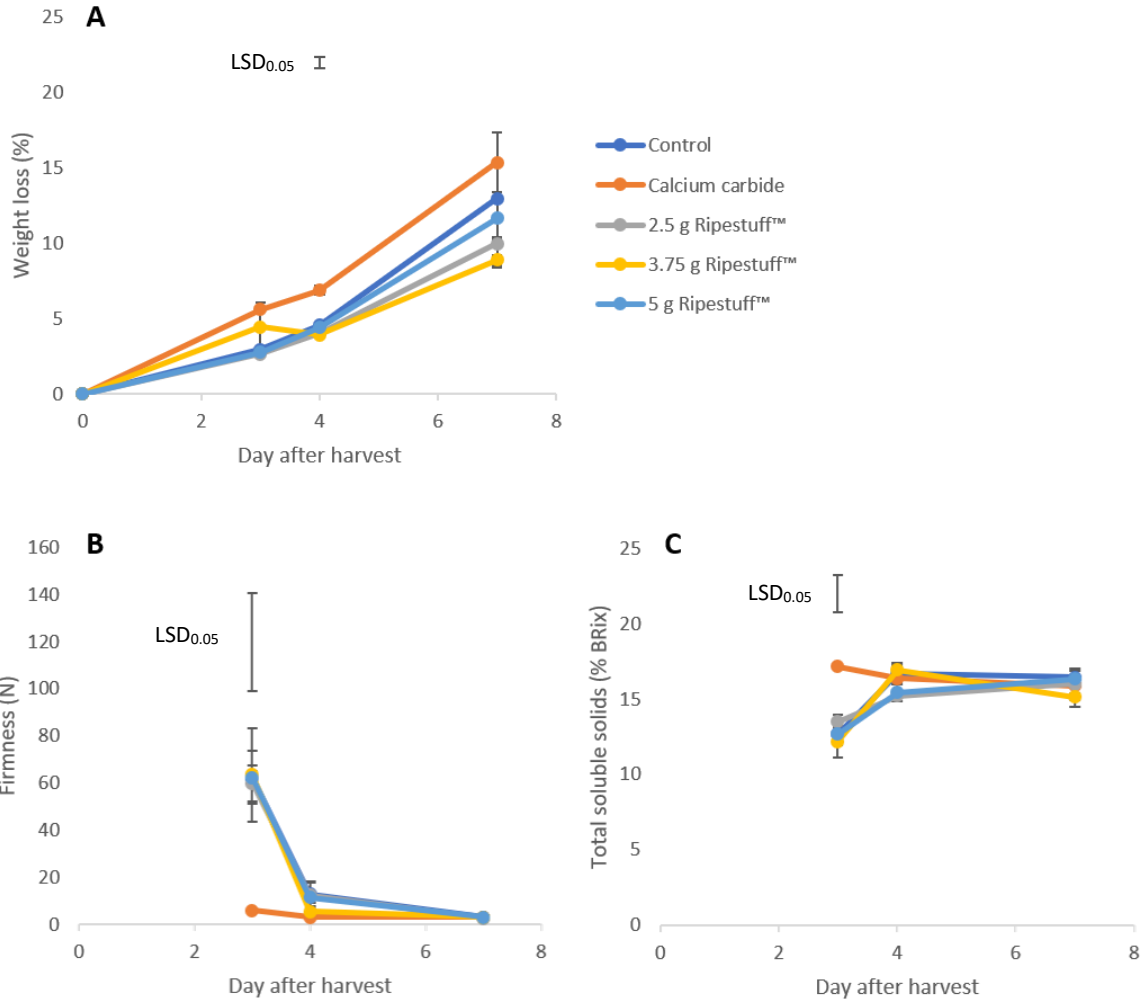 A
25
20
15
10
5
0
Weight loss (%)
LSD0.05
0 2 4 6 8
Day after harvest
Control
Calcium carbide
2.5 g Ripestuff™
3.75 g Ripestuff™
5 g Ripestuff™
B
160
140
120
100
80
60
40
20
0
Firmness (N)
LSD0.05
0 2 4 6 8
Day after harvest
C
25
20
15
10
5
0
Total soluble solids (% BRix)
LSD0.05
0 2 4 6 8
Day after harvest